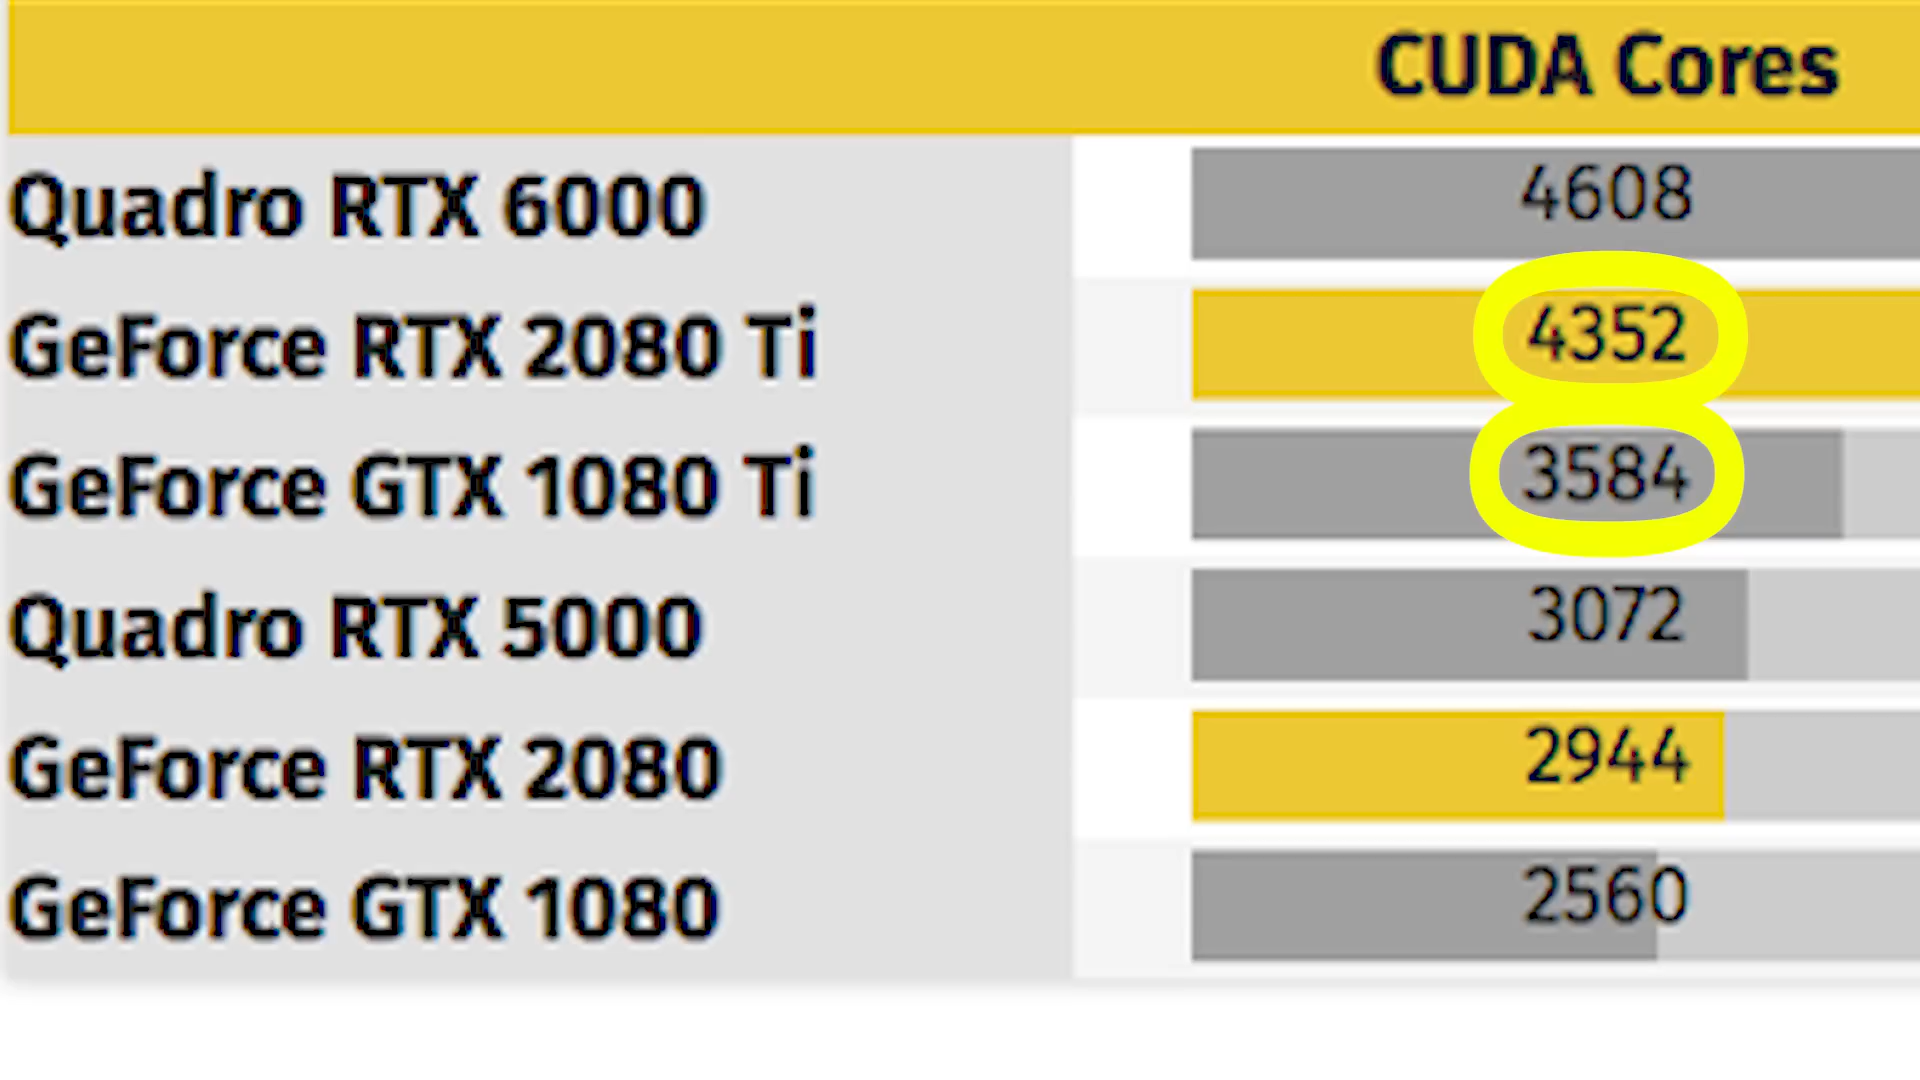 CUDA Cores
Quadro RTX 6000 4608
GeForce RTX 2080 Ti 4352
GeForce GTX 1080 Ti 3584
Quadro RTX 5000 3072
GeForce RTX 2080 2944
GeForce GTX 1080 2560